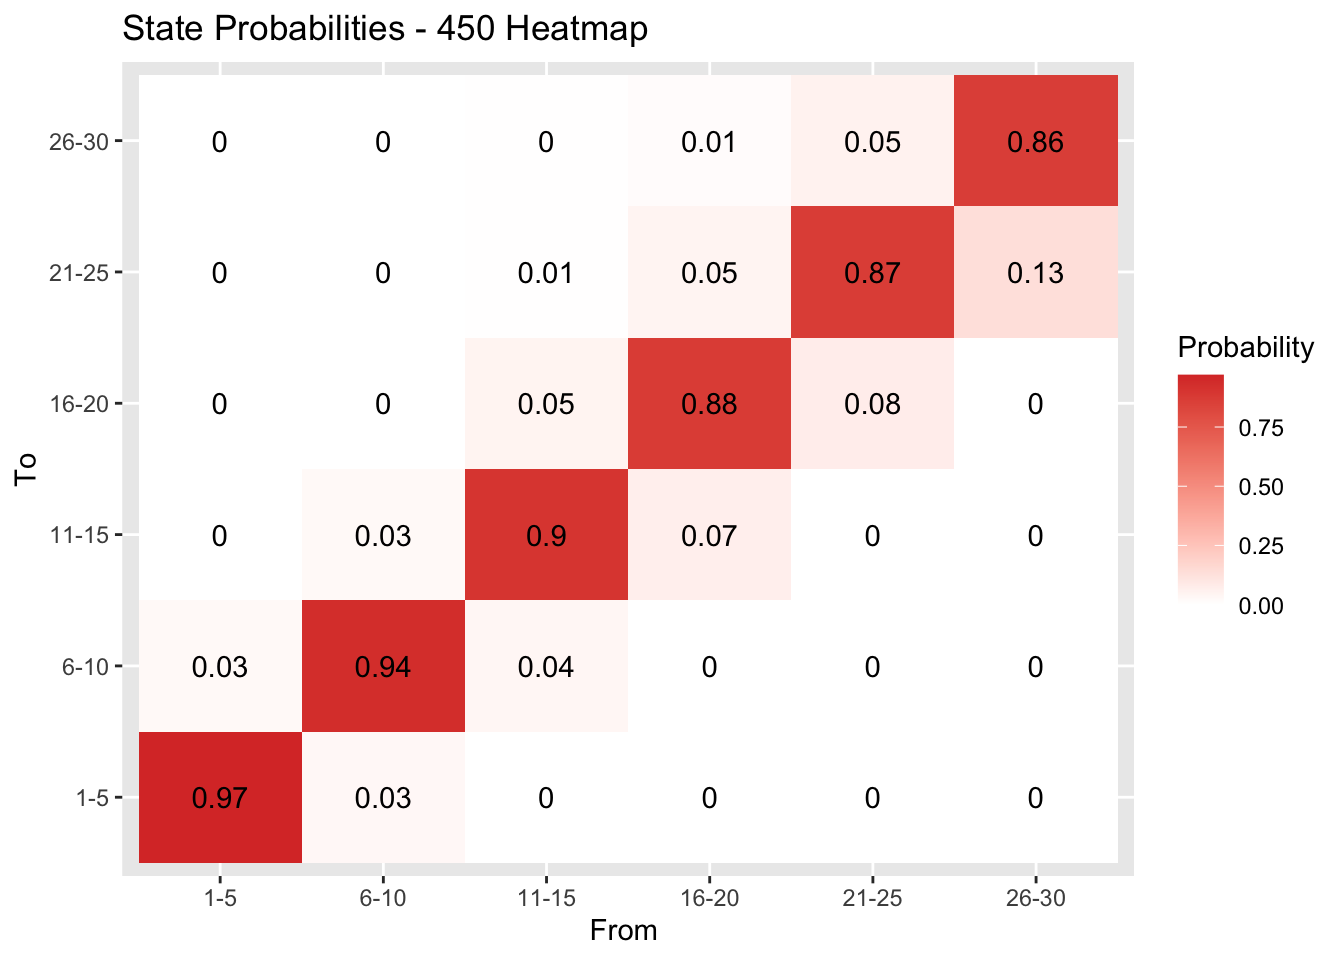 State Probabilities - 450 Heatmap
To
26-30 0 0 0 0.01 0.05 0.86
21-25 0 0 0.01 0.05 0.87 0.13
16-20 0 0 0.05 0.88 0.08 0
11-15 0 0.03 0.9 0.07 0 0
6-10 0.03 0.94 0.04 0 0 0
1-5 0.97 0.03 0 0 0 0
1-5 6-10 11-15 16-20 21-25 26-30
From
Probability
0.75
0.50
0.25
0.00